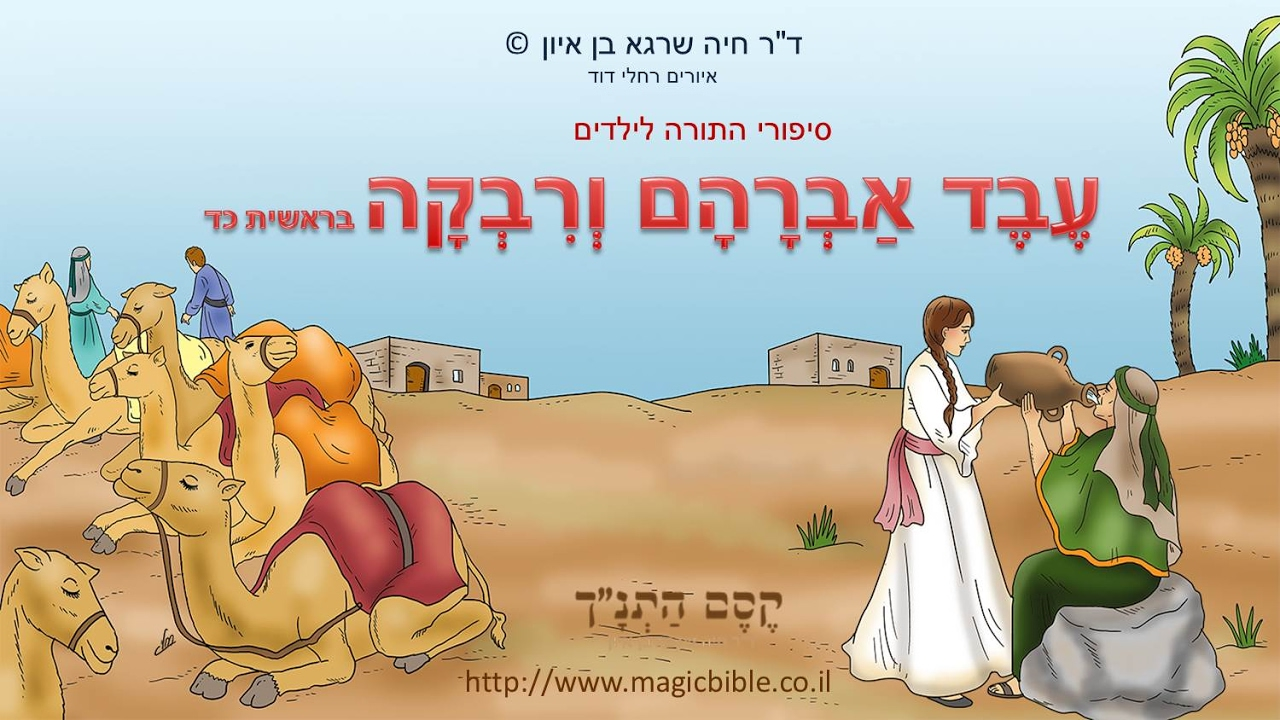 ד"ר חיה שרגא בן איון ©
איורים רחלי דוד
סיפורי התורה לילדים
עֶבֶד אַבְרָהָם וְרִבְקָה בראשית כד
קֶסֶם הַתְּנָ"ךְ
http://www.magicbible.co.il